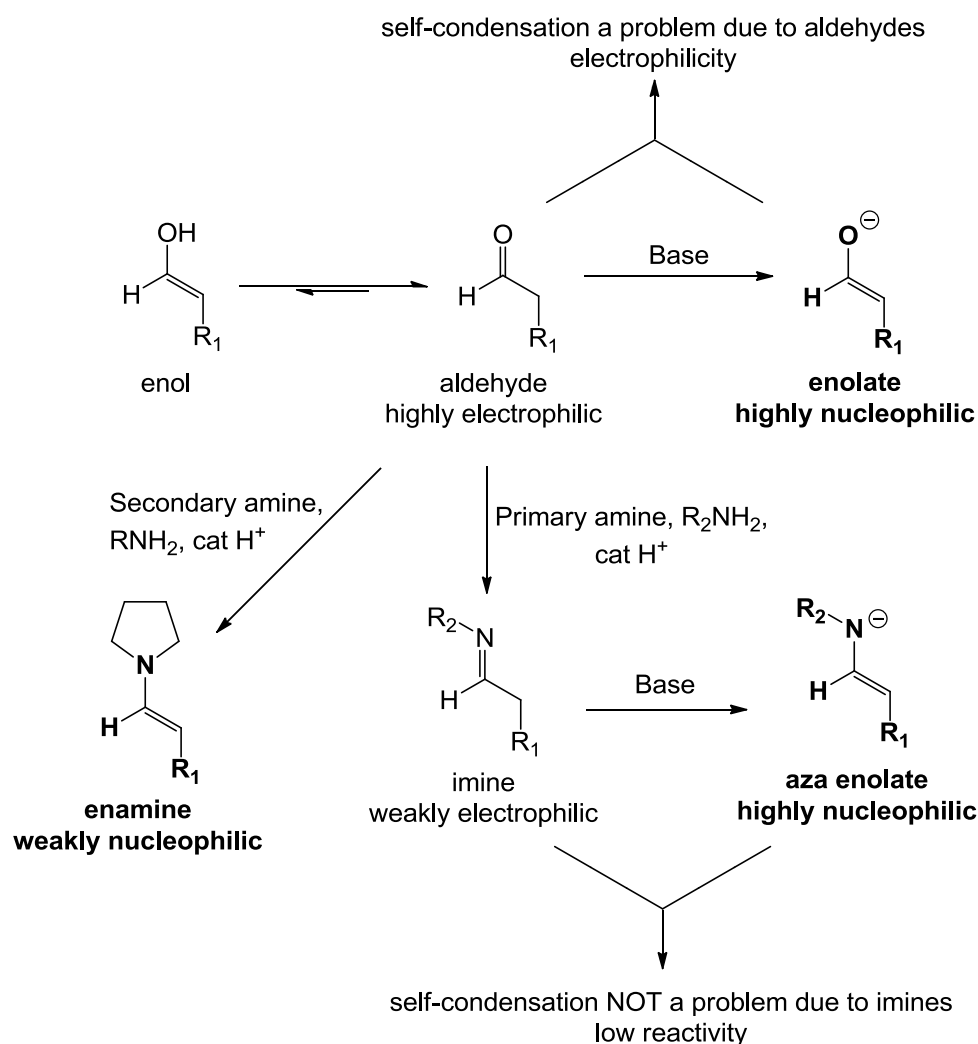 self-condensation a problem due to aldehydes
electrophilicity
OH
H
R1
enol
O
H
R1
aldehyde
highly electrophilic
Base
O⊖
H
R1
enolate
highly nucleophilic
Secondary amine,
RNH2, cat H+
Primary amine, R2NH2,
cat H+
N
H
R1
enamine
weakly nucleophilic
R2
N
H
R1
imine
weakly electrophilic
Base
R2
N⊖
H
R1
aza enolate
highly nucleophilic
self-condensation NOT a problem due to imines
low reactivity